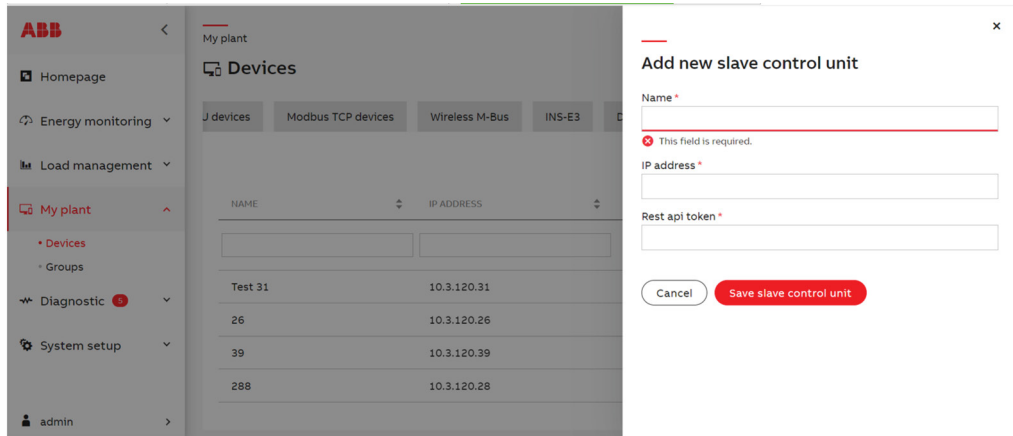 ABB
My plant
Devices
Homepage
Energy monitoring
Load management
My plant
Devices
Groups
Diagnostic 5
System setup
admin
U devices Modbus TCP devices Wireless M-Bus INS-E3 D
NAME IP ADDRESS
Test 31 10.3.120.31
26 10.3.120.26
39 10.3.120.39
288 10.3.120.28
Add new slave control unit
Name *
This field is required.
IP address *
Rest api token *
Cancel Save slave control unit